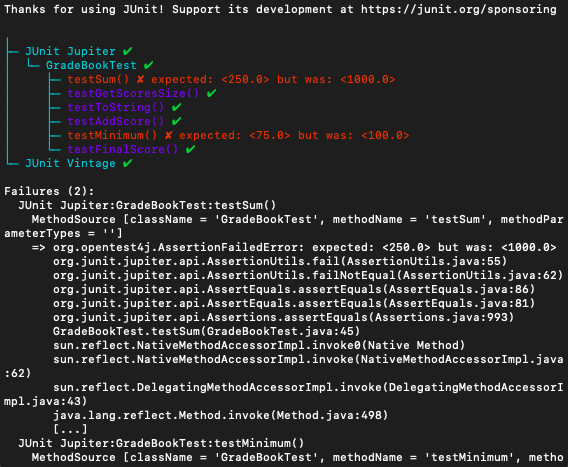 Thanks for using JUnit! Support its development at https://junit.org/sponsoring
JUnit Jupiter ✔
GradeBookTest ✔
testSum() ✘ expected: <250.0> but was: <1000.0>
testGetScoresSize() ✔
testToString() ✔
testAddScore() ✔
testMinimum() ✘ expected: <75.0> but was: <100.0>
testFinalScore() ✔
JUnit Vintage ✔
Failures (2):
JUnit Jupiter:GradeBookTest:testSum()
MethodSource [className = 'GradeBookTest', methodName = 'testSum', methodPar
ameterTypes = '']
=> org.opentest4j.AssertionFailedError: expected: <250.0> but was: <1000.0>
org.junit.jupiter.api.AssertionUtils.fail(AssertionUtils.java:55)
org.junit.jupiter.api.AssertionUtils.failNotEqual(AssertionUtils.java:62)
org.junit.jupiter.api.AssertEquals.assertEquals(AssertEquals.java:86)
org.junit.jupiter.api.AssertEquals.assertEquals(AssertEquals.java:81)
org.junit.jupiter.api.Assertions.assertEquals(Assertions.java:993)
GradeBookTest.testSum(GradeBookTest.java:45)
sun.reflect.NativeMethodAccessorImpl.invoke0(Native Method)
sun.reflect.NativeMethodAccessorImpl.invoke(NativeMethodAccessorImpl.java
:62)
sun.reflect.DelegatingMethodAccessorImpl.invoke(DelegatingMethodAccessorI
mpl.java:43)
java.lang.reflect.Method.invoke(Method.java:498)
[...]
JUnit Jupiter:GradeBookTest:testMinimum()
MethodSource [className = 'GradeBookTest', methodName = 'testMinimum', metho